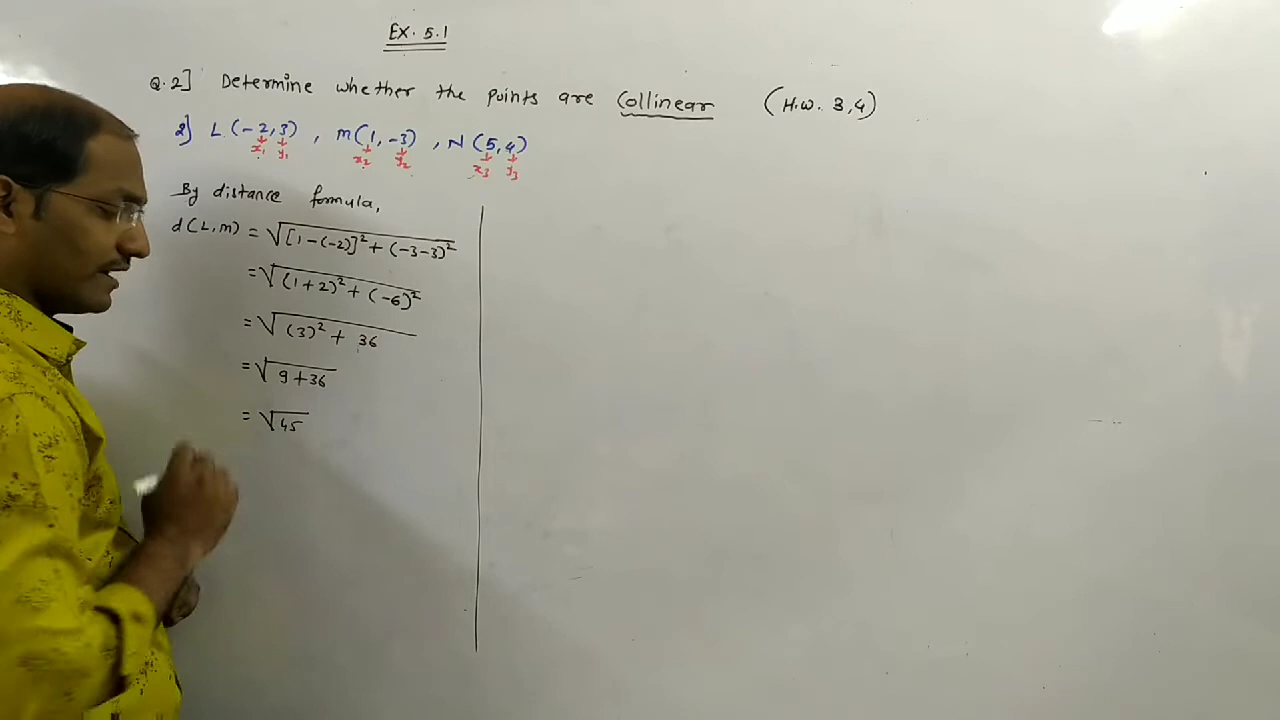 Ex. 5.1
Q.2] Determine whether the points are Collinear (H.W. 3,4)
2] L(-2,3), M(1,-3), N(5,4)
x₁ y₁ x₂ y₂ x₃ y₃
By distance formula,
d(L,M) = √[1-(-2)]² + (-3-3)²
= √(1+2)² + (-6)²
= √(3)² + 36
= √9+36
= √45